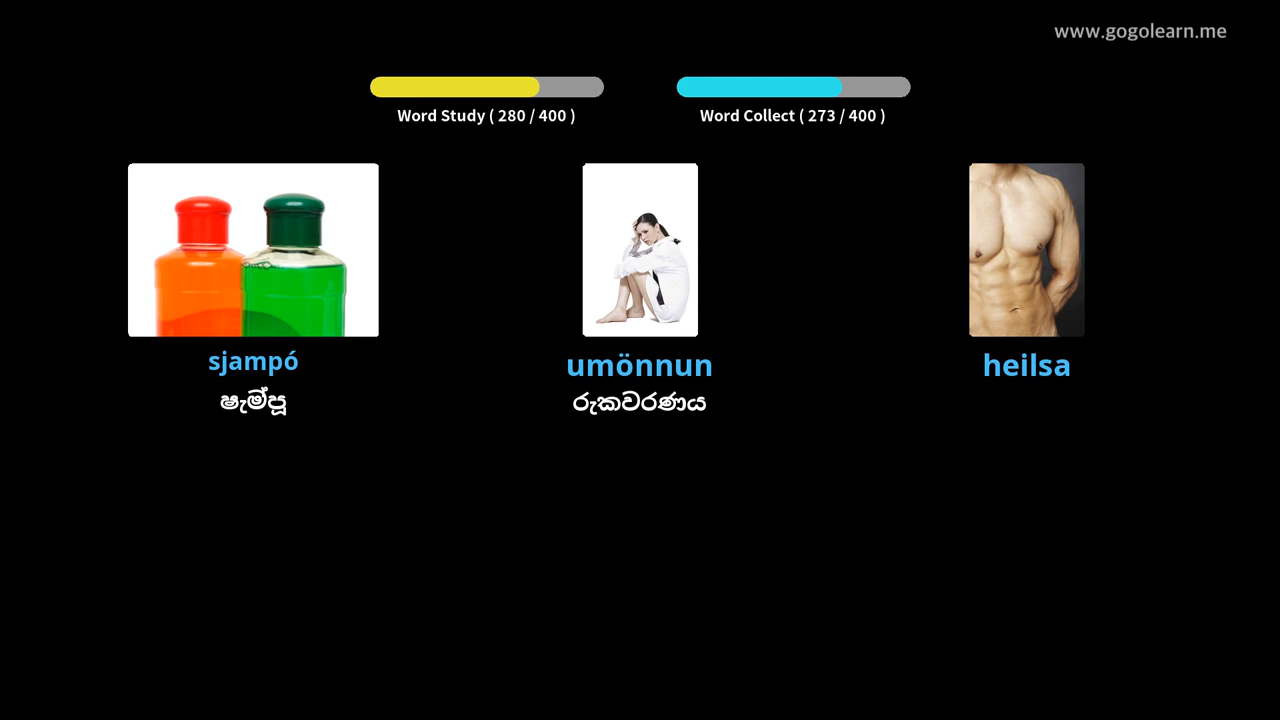 www.gogolearn.me
Word Study ( 280 / 400 )
Word Collect ( 273 / 400 )
sjampó
ෂැම්පූ
umönnun
රුකවරණය
heilsa